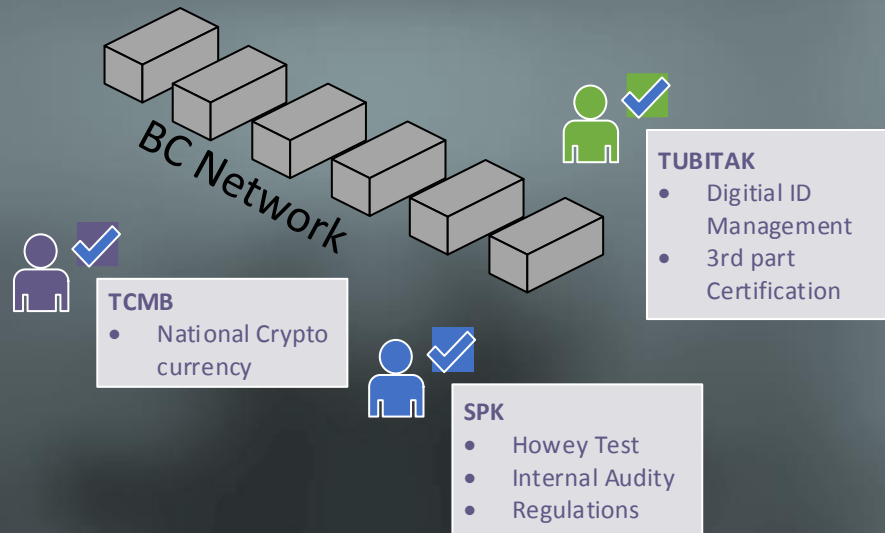 BC Network
TUBITAK
• Digitial ID
Management
• 3rd part
Certification
TCMB
• National Crypto
currency
SPK
• Howey Test
• Internal Audity
• Regulations